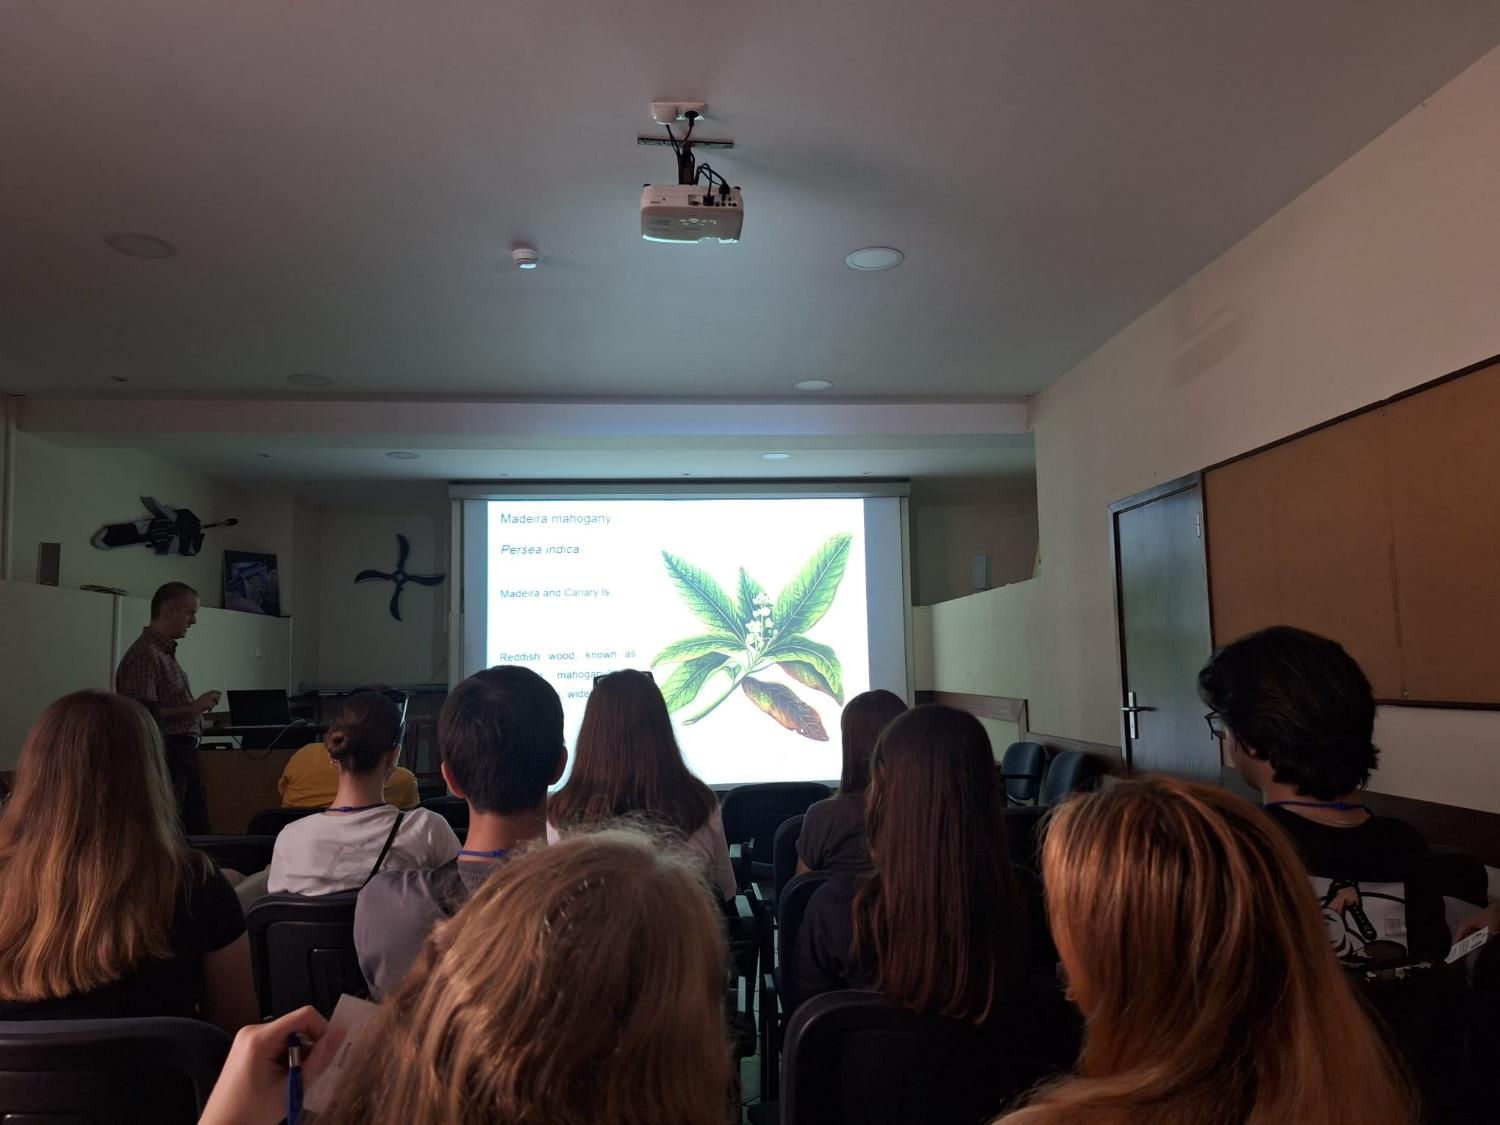 Madeira mahogany
Persea indica
Madeira and Canary Is.
Reddish wood, known as
mahogany
, wide